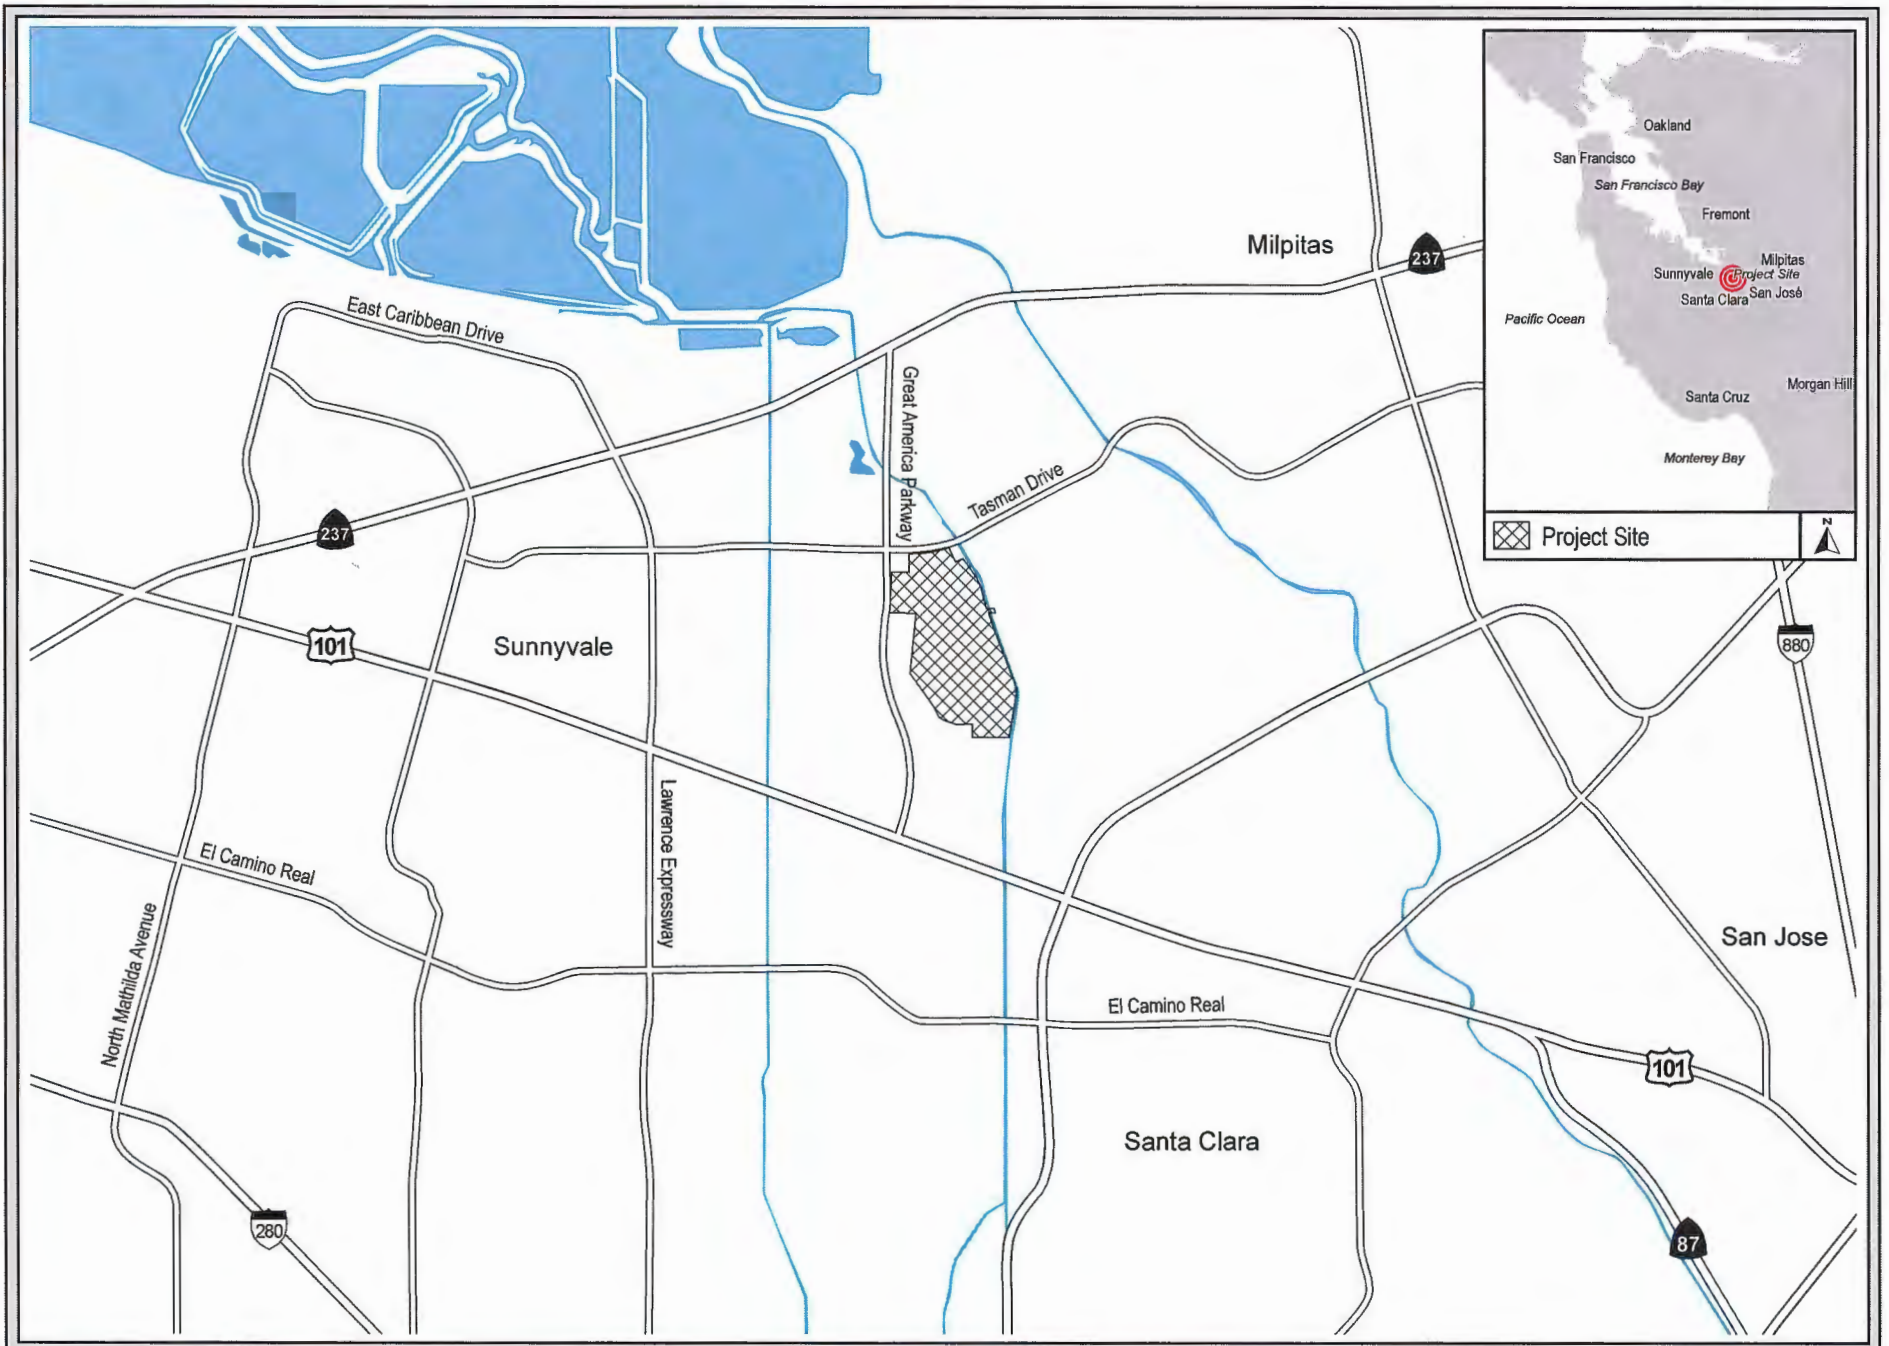 Oakland
San Francisco
San Francisco Bay
Fremont
Milpitas
237
Milpitas
Sunnyvale
Project Site
Santa Clara
San José
East Caribbean Drive
Pacific Ocean
Great America Parkway
Morgan Hill
Santa Cruz
Monterey Bay
Tasman Drive
237
N
Project Site
101
Sunnyvale
880
Lawrence Expressway
El Camino Real
North Mathilda Avenue
San Jose
El Camino Real
101
Santa Clara
280
87